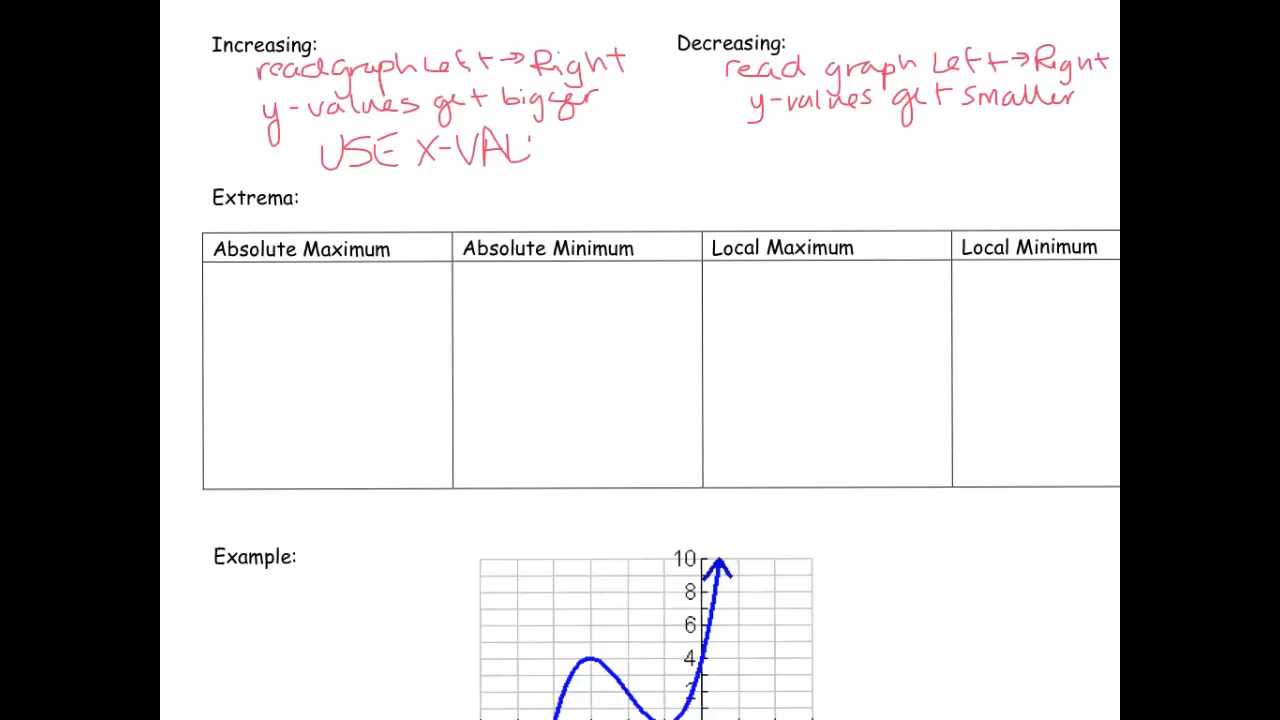 Increasing:
read graph Left → Right
y-values get bigger
USE X-VAL
Decreasing:
read graph Left → Right
y-values get smaller
Extrema:
Absolute Maximum
Absolute Minimum
Local Maximum
Local Minimum
Example:
10
8
6
4
2